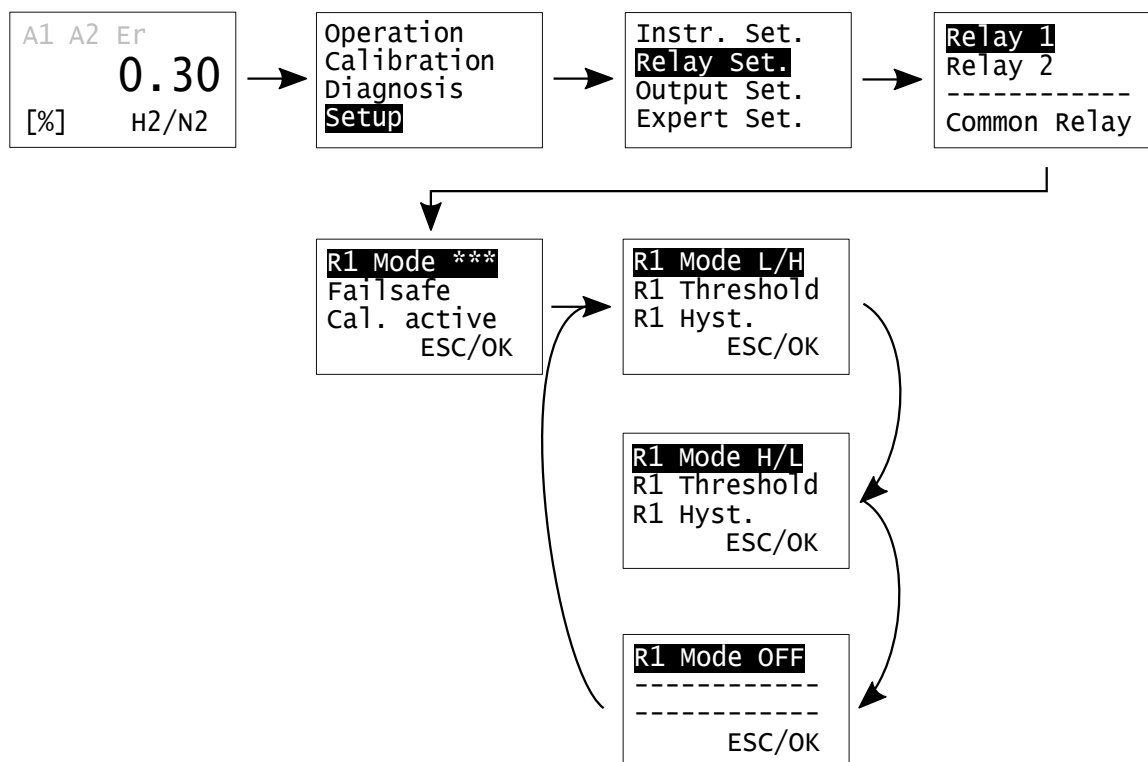 A1 A2 Er
0.30
[%] H2/N2
Operation
Calibration
Diagnosis
Setup
Instr. Set.
Relay Set.
Output Set.
Expert Set.
Relay 1
Relay 2
------------
Common Relay
R1 Mode ***
Failsafe
Cal. active
ESC/OK
R1 Mode L/H
R1 Threshold
R1 Hyst.
ESC/OK
R1 Mode H/L
R1 Threshold
R1 Hyst.
ESC/OK
R1 Mode OFF
------------
------------
ESC/OK